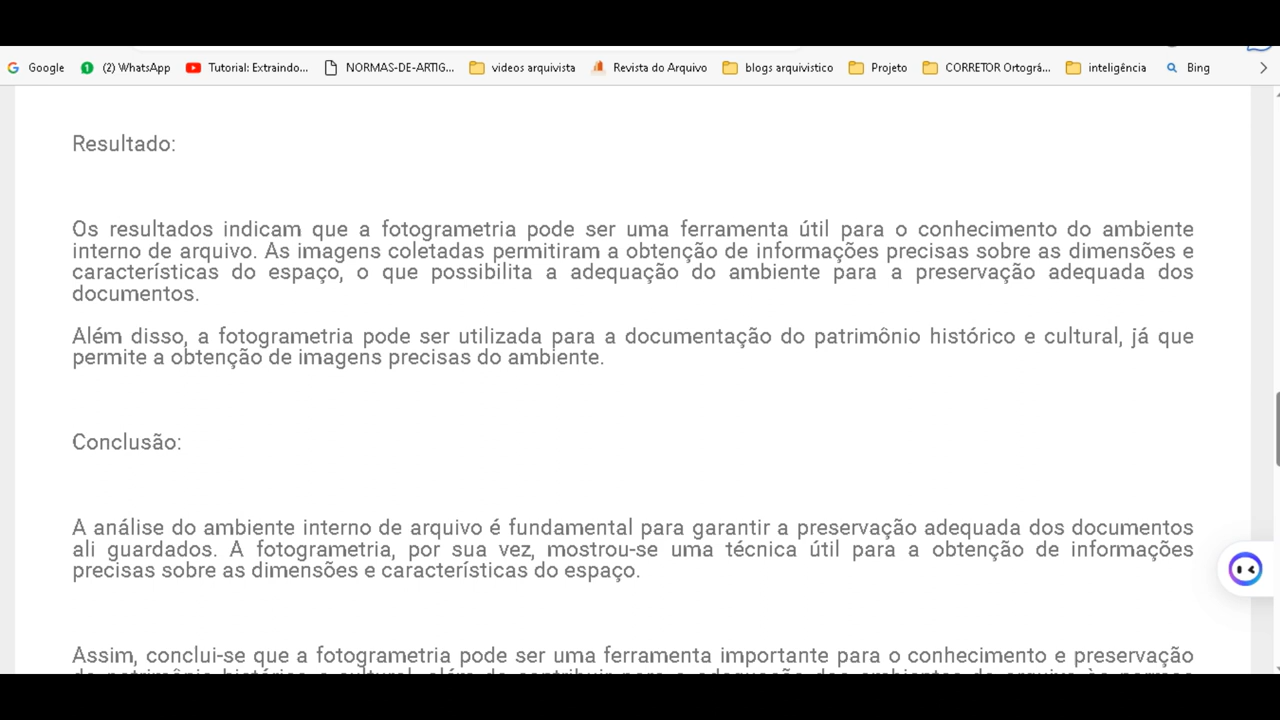 Google (2) WhatsApp Tutorial: Extraindo... NORMAS-DE-ARTIG... videos arquivista Revista do Arquivo blogs arquivistico Projeto CORRETOR Ortográ... inteligência Bing
Resultado:
Os resultados indicam que a fotogrametria pode ser uma ferramenta útil para o conhecimento do ambiente
interno de arquivo. As imagens coletadas permitiram a obtenção de informações precisas sobre as dimensões e
características do espaço, o que possibilita a adequação do ambiente para a preservação adequada dos
documentos.
Além disso, a fotogrametria pode ser utilizada para a documentação do patrimônio histórico e cultural, já que
permite a obtenção de imagens precisas do ambiente.
Conclusão:
A análise do ambiente interno de arquivo é fundamental para garantir a preservação adequada dos documentos
ali guardados. A fotogrametria, por sua vez, mostrou-se uma técnica útil para a obtenção de informações
precisas sobre as dimensões e características do espaço.
Assim, conclui-se que a fotogrametria pode ser uma ferramenta importante para o conhecimento e preservação